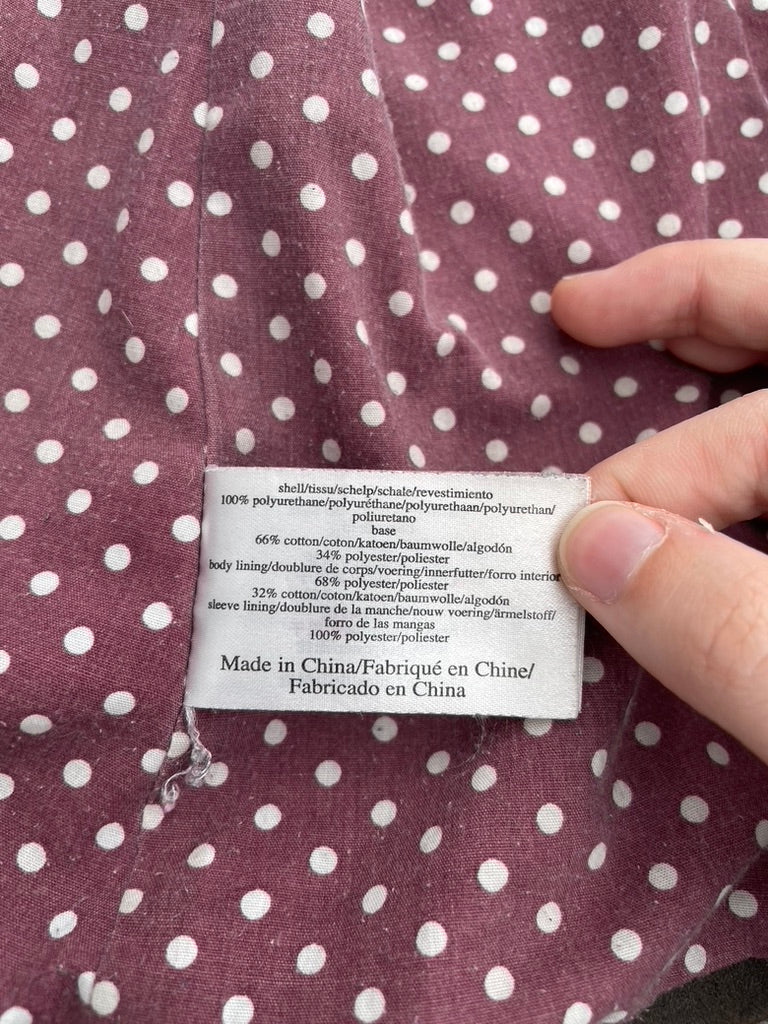 shell/tissu/schelp/schale/revestimiento
100% polyurethane/polyuréthane/polyurethaan/polyurethan/
poliuretano
base
66% cotton/coton/katoen/baumwolle/algodón
34% polyester/poliester
body lining/doublure de corps/voering/innerfutter/forro interior
68% polyester/poliester
32% cotton/coton/katoen/baumwolle/algodón
sleeve lining/doublure de la manche/nouw voering/ärmelstoff/
forro de las mangas
100% polyester/poliester
Made in China/Fabriqué en Chine/
Fabricado en China